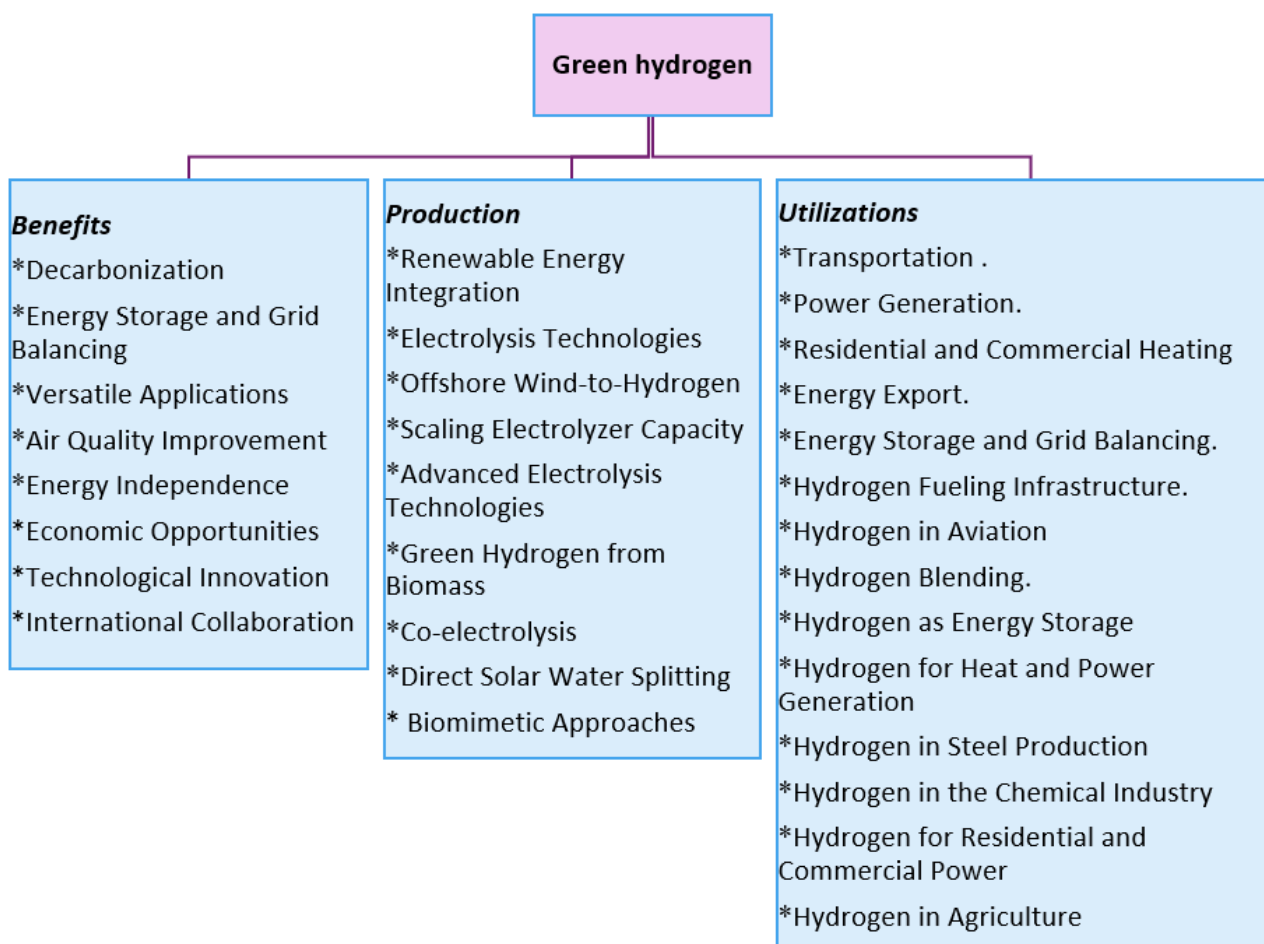 Green hydrogen
Benefits
*Decarbonization
*Energy Storage and Grid
Balancing
*Versatile Applications
*Air Quality Improvement
*Energy Independence
*Economic Opportunities
*Technological Innovation
*International Collaboration
Production
*Renewable Energy
Integration
*Electrolysis Technologies
*Offshore Wind-to-Hydrogen
*Scaling Electrolyzer Capacity
*Advanced Electrolysis
Technologies
*Green Hydrogen from
Biomass
*Co-electrolysis
*Direct Solar Water Splitting
* Biomimetic Approaches
Utilizations
*Transportation .
*Power Generation.
*Residential and Commercial Heating
*Energy Export.
*Energy Storage and Grid Balancing.
*Hydrogen Fueling Infrastructure.
*Hydrogen in Aviation
*Hydrogen Blending.
*Hydrogen as Energy Storage
*Hydrogen for Heat and Power
Generation
*Hydrogen in Steel Production
*Hydrogen in the Chemical Industry
*Hydrogen for Residential and
Commercial Power
*Hydrogen in Agriculture